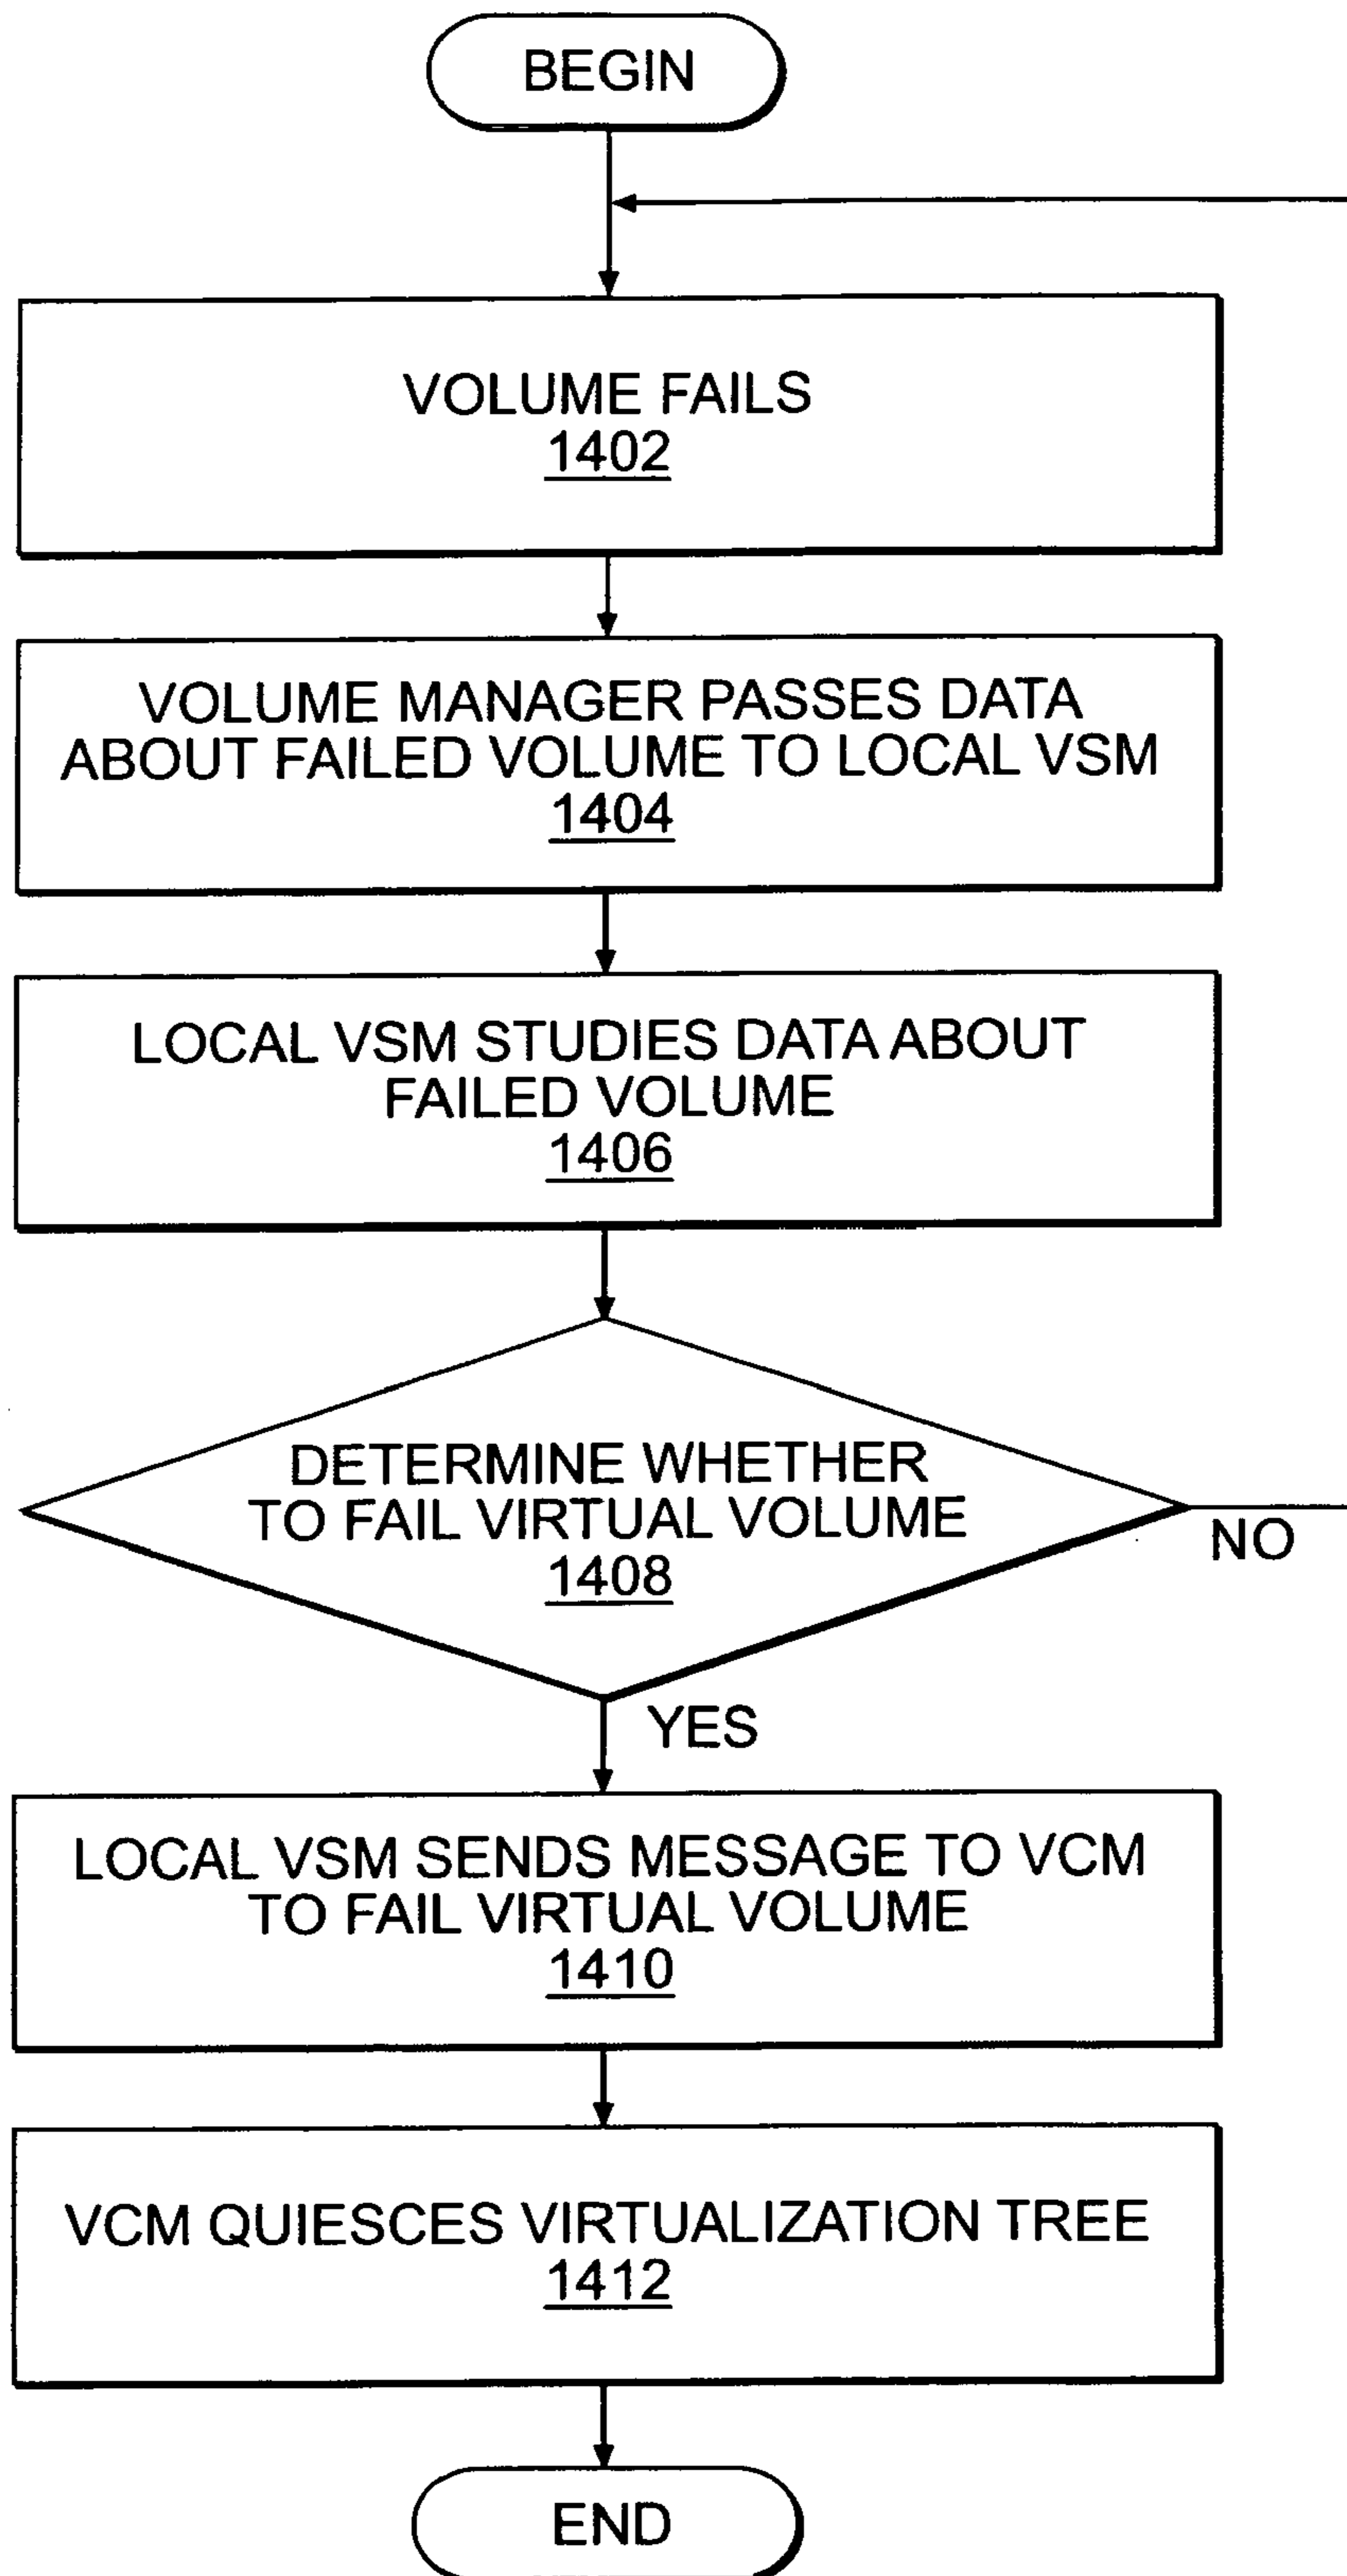 BEGIN
VOLUME FAILS
1402
VOLUME MANAGER PASSES DATA
ABOUT FAILED VOLUME TO LOCAL VSM
1404
LOCAL VSM STUDIES DATA ABOUT
FAILED VOLUME
1406
DETERMINE WHETHER
TO FAIL VIRTUAL VOLUME
1408
NO
YES
LOCAL VSM SENDS MESSAGE TO VCM
TO FAIL VIRTUAL VOLUME
1410
VCM QUIESCES VIRTUALIZATION TREE
1412
END